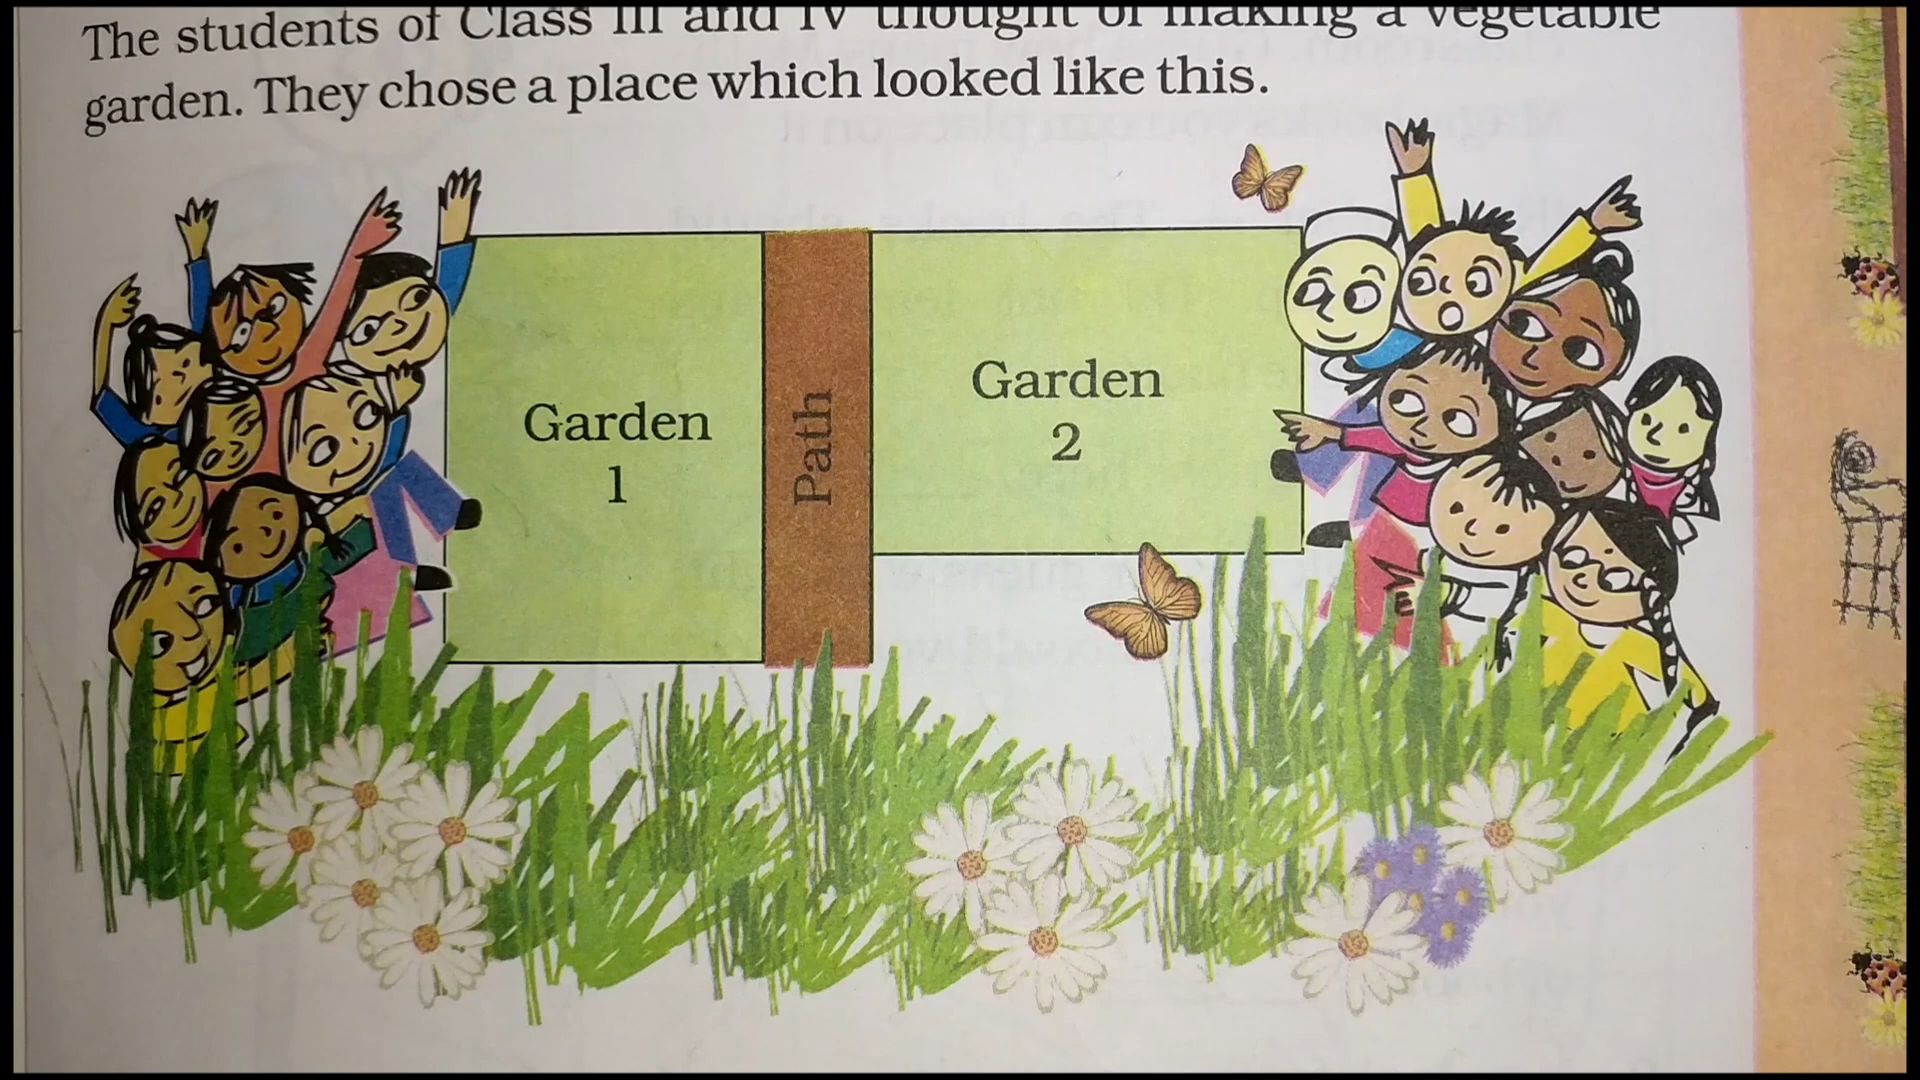 The students of Class III and IV thought of making a vegetable
garden. They chose a place which looked like this.
Garden
1
Path
Garden
2